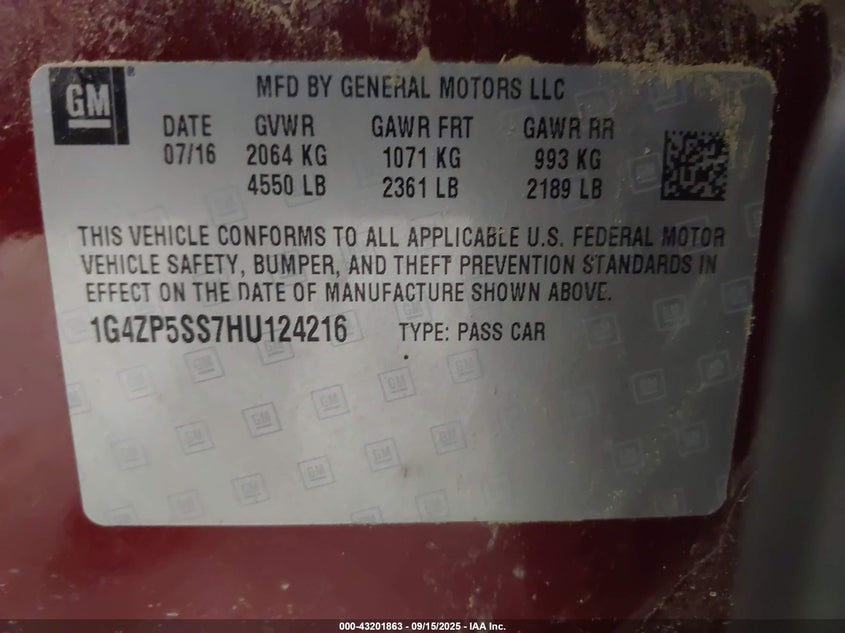 GM
MFD BY GENERAL MOTORS LLC
DATE GVWR GAWR FRT GAWR RR
07/16 2064 KG 1071 KG 993 KG
4550 LB 2361 LB 2189 LB
THIS VEHICLE CONFORMS TO ALL APPLICABLE U.S. FEDERAL MOTOR
VEHICLE SAFETY, BUMPER, AND THEFT PREVENTION STANDARDS IN
EFFECT ON THE DATE OF MANUFACTURE SHOWN ABOVE.
1G4ZP5SS7HU124216 TYPE: PASS CAR
000-43201863 - 09/15/2025 - IAA Inc.